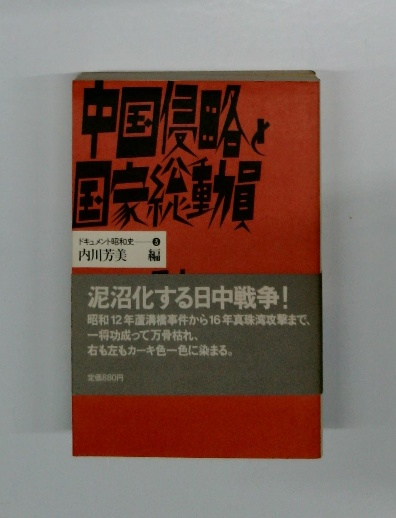 中国侵略と
国家総動員
ドキュメント昭和史——3
内川芳美　編
泥沼化する日中戦争!
昭和12年蘆溝橋事件から16年真珠湾攻撃まで、
一将功成って万骨枯れ、
右も左もカーキ色一色に染まる。
定価880円